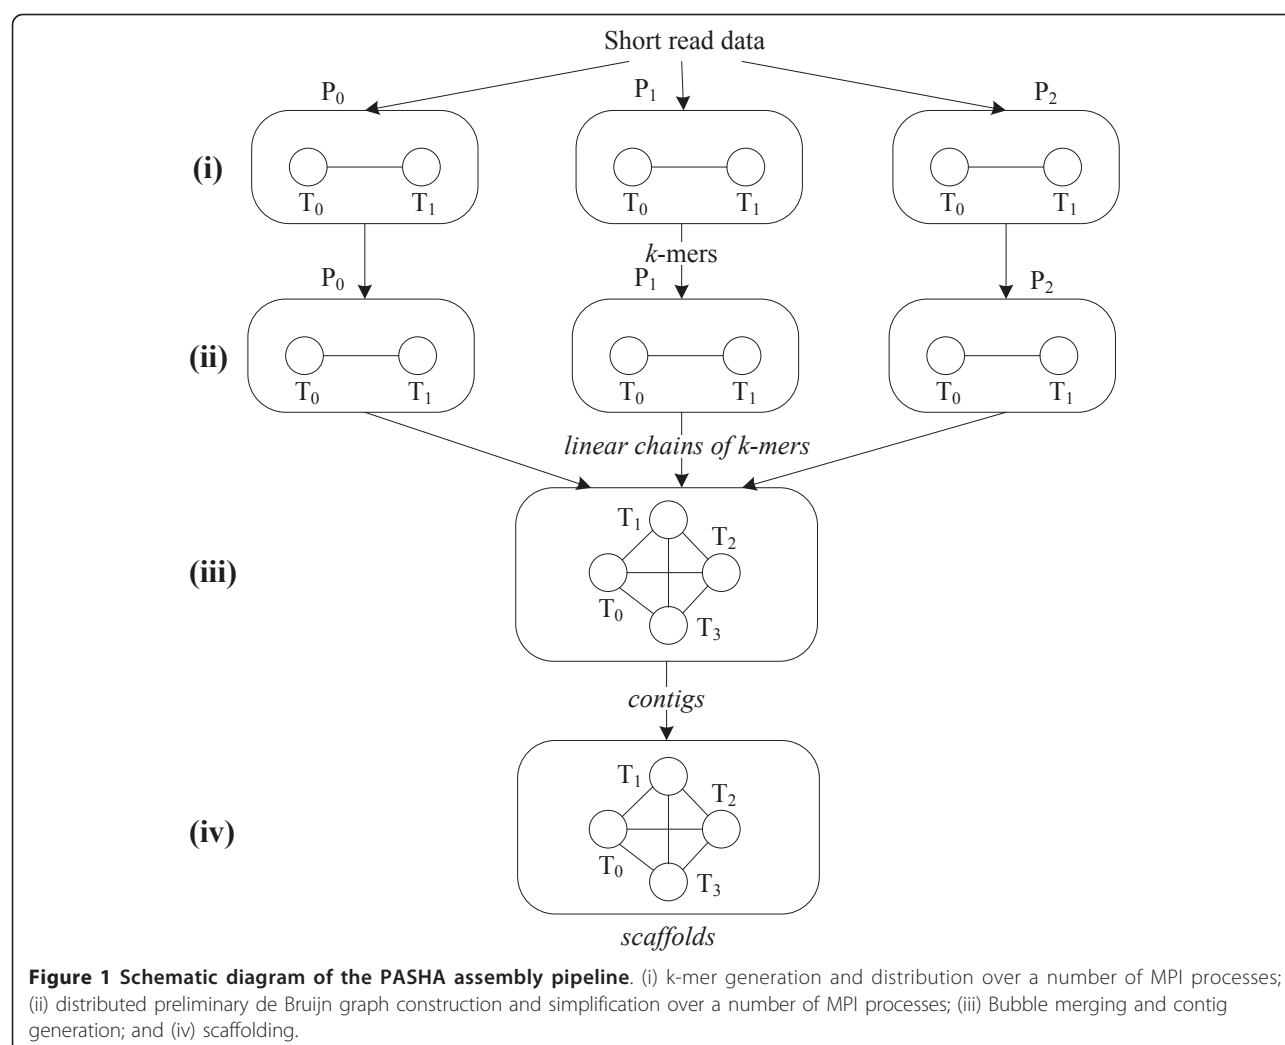 Short read data
P0 P1 P2
(i)
T0 T1 T0 T1 T0 T1
k-mers
P0 P1 P2
(ii)
T0 T1 T0 T1 T0 T1
linear chains of k-mers
T1
T2
(iii)
T0
T3
contigs
T1
T2
(iv)
T0
T3
scaffolds
Figure 1 Schematic diagram of the PASHA assembly pipeline. (i) k-mer generation and distribution over a number of MPI processes;
(ii) distributed preliminary de Bruijn graph construction and simplification over a number of MPI processes; (iii) Bubble merging and contig
generation; and (iv) scaffolding.